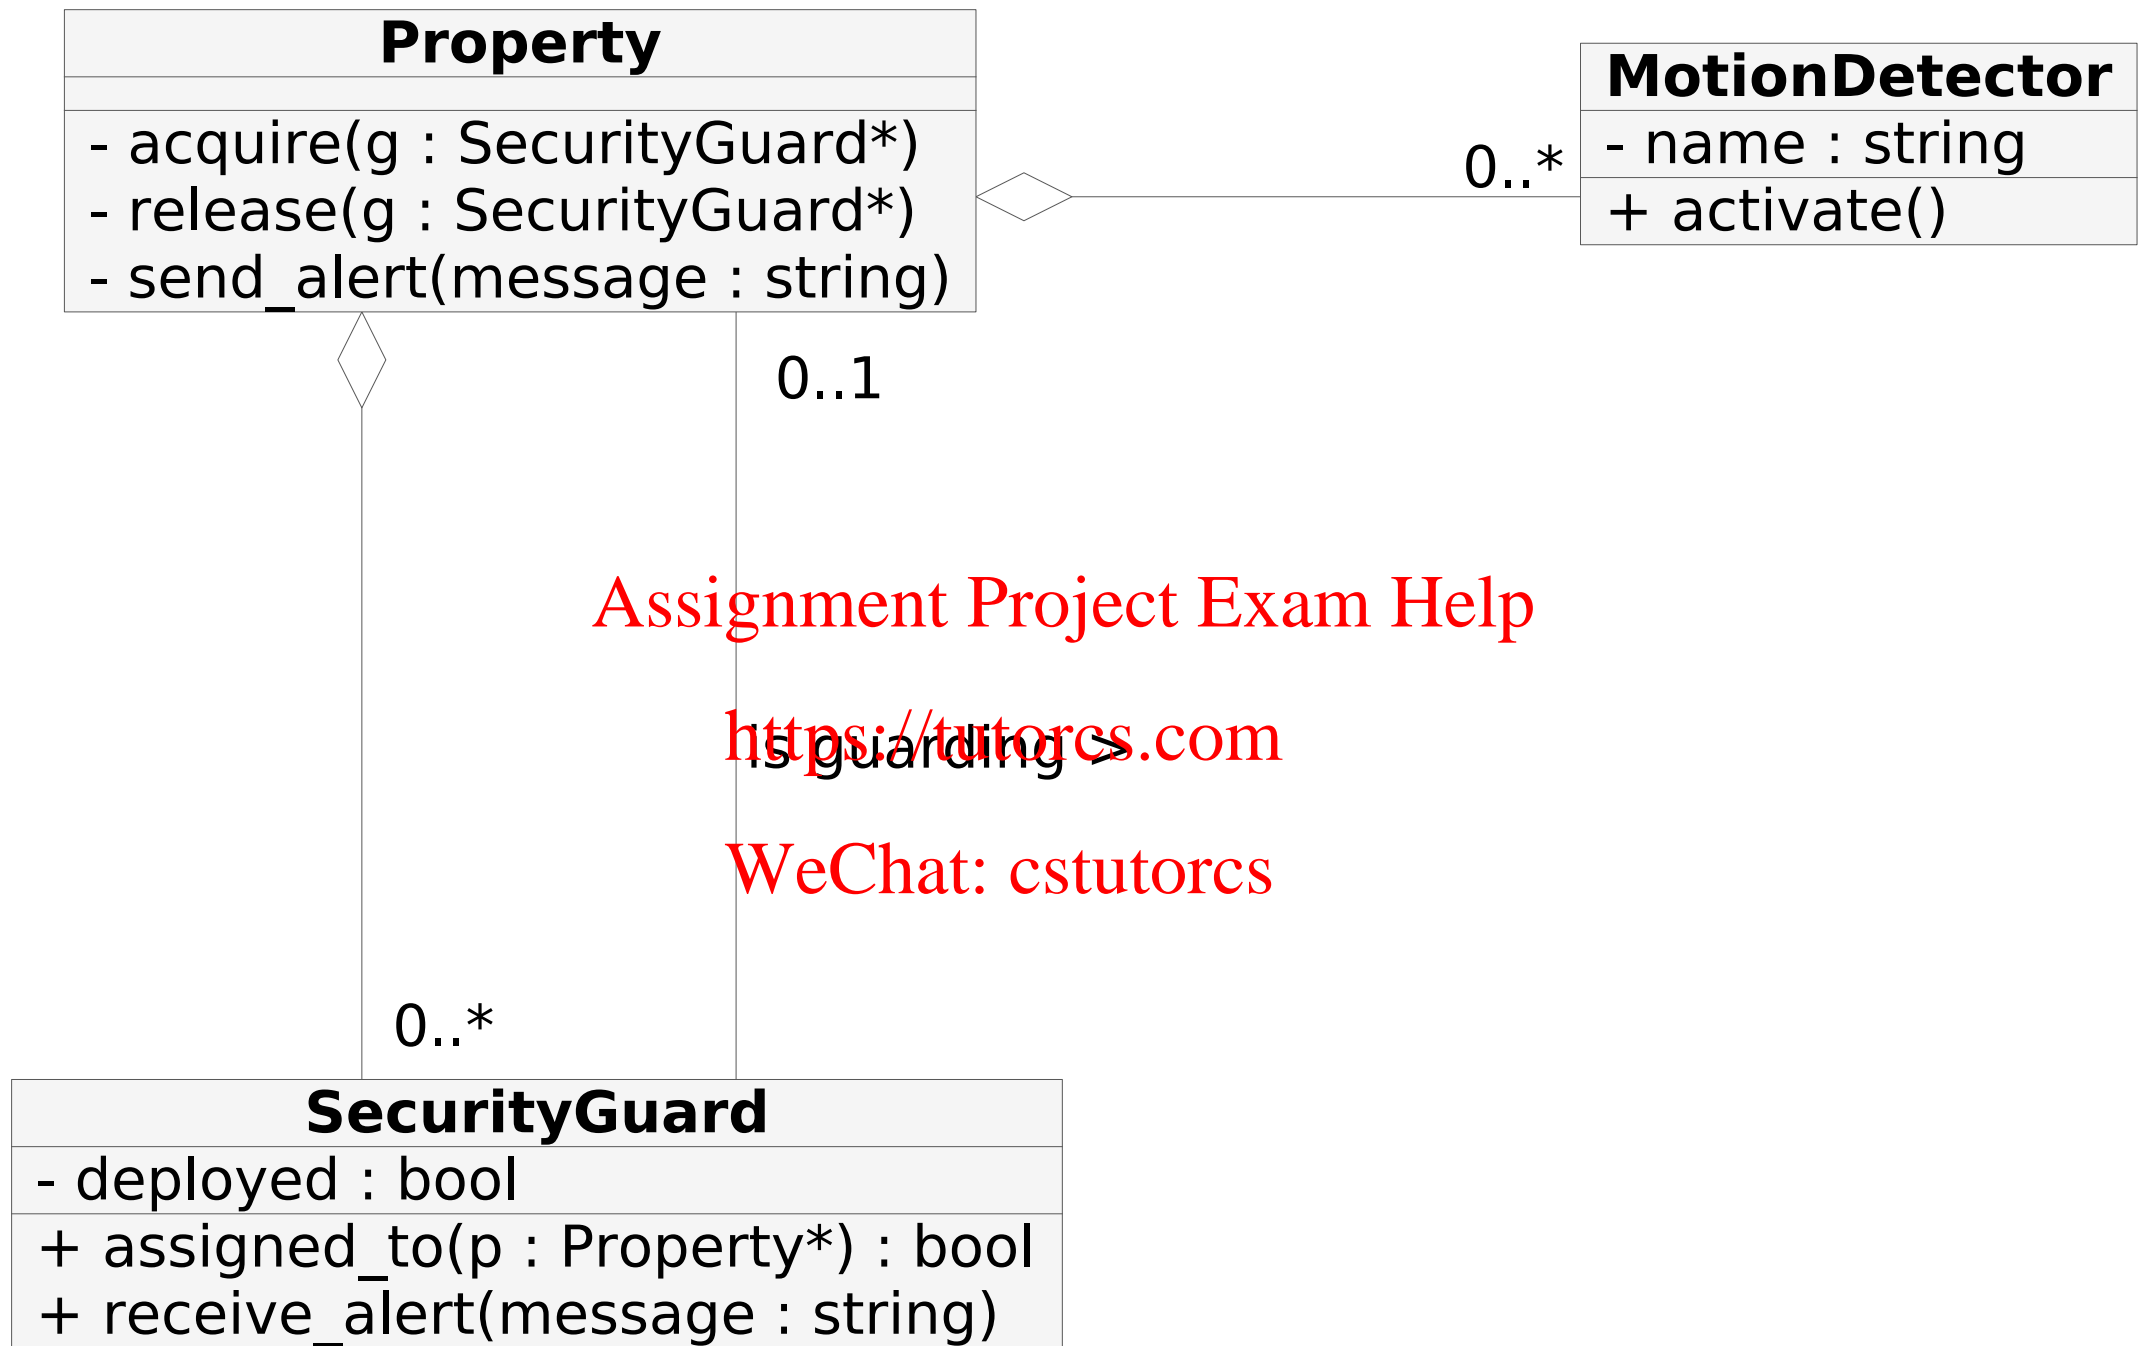 Property
- acquire(g : SecurityGuard*)
- release(g : SecurityGuard*)
- send_alert(message : string)
MotionDetector
- name : string
+ activate()
0..*
0..1
Assignment Project Exam Help
https://tutorcs.com
is guarding >
WeChat: cstutorcs
0..*
SecurityGuard
- deployed : bool
+ assigned_to(p : Property*) : bool
+ receive_alert(message : string)